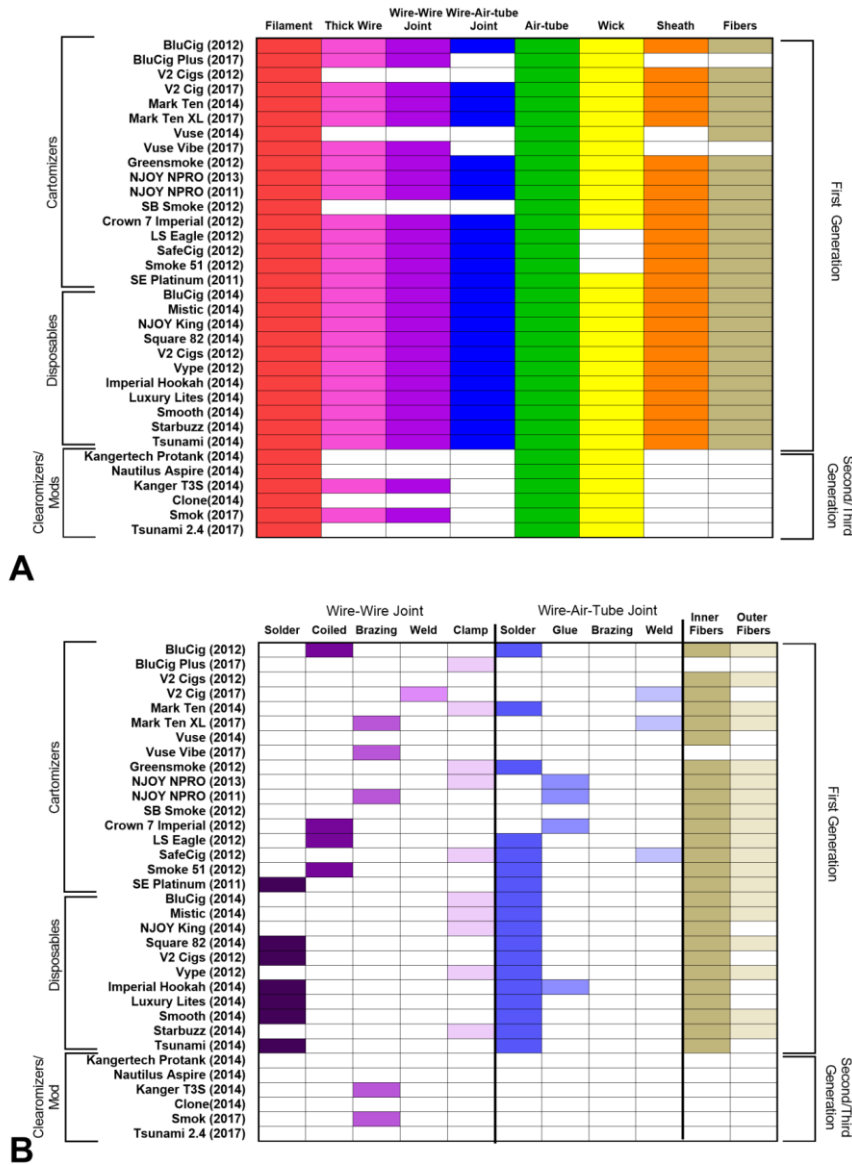 Filament Thick Wire Wire-Wire Joint Wire-Air-tube Joint Air-tube Wick Sheath Fibers
BluCig (2012)
BluCig Plus (2017)
V2 Cigs (2012)
V2 Cig (2017)
Mark Ten (2014)
Mark Ten XL (2017)
Vuse (2014)
Vuse Vibe (2017)
Greensmoke (2012)
NJOY NPRO (2013)
NJOY NPRO (2011)
SB Smoke (2012)
Crown 7 Imperial (2012)
LS Eagle (2012)
SafeCig (2012)
Smoke 51 (2012)
SE Platinum (2011)
BluCig (2014)
Mistic (2014)
NJOY King (2014)
Square 82 (2014)
V2 Cigs (2012)
Vype (2012)
Imperial Hookah (2014)
Luxury Lites (2014)
Smooth (2014)
Starbuzz (2014)
Tsunami (2014)
Kangertech Protank (2014)
Nautilus Aspire (2014)
Kanger T3S (2014)
Clone(2014)
Smok (2017)
Tsunami 2.4 (2017)
Cartomizers
Disposables
Clearomizers/
Mods
First Generation
Second/Third
Generation
A
Wire-Wire Joint Wire-Air-Tube Joint
Solder Coiled Brazing Weld Clamp Solder Glue Brazing Weld Inner Fibers Outer Fibers
BluCig (2012)
BluCig Plus (2017)
V2 Cigs (2012)
V2 Cig (2017)
Mark Ten (2014)
Mark Ten XL (2017)
Vuse (2014)
Vuse Vibe (2017)
Greensmoke (2012)
NJOY NPRO (2013)
NJOY NPRO (2011)
SB Smoke (2012)
Crown 7 Imperial (2012)
LS Eagle (2012)
SafeCig (2012)
Smoke 51 (2012)
SE Platinum (2011)
BluCig (2014)
Mistic (2014)
NJOY King (2014)
Square 82 (2014)
V2 Cigs (2012)
Vype (2012)
Imperial Hookah (2014)
Luxury Lites (2014)
Smooth (2014)
Starbuzz (2014)
Tsunami (2014)
Kangertech Protank (2014)
Nautilus Aspire (2014)
Kanger T3S (2014)
Clone(2014)
Smok (2017)
Tsunami 2.4 (2017)
Cartomizers
Disposables
Clearomizers/
Mod
First Generation
Second/Third
Generation
B